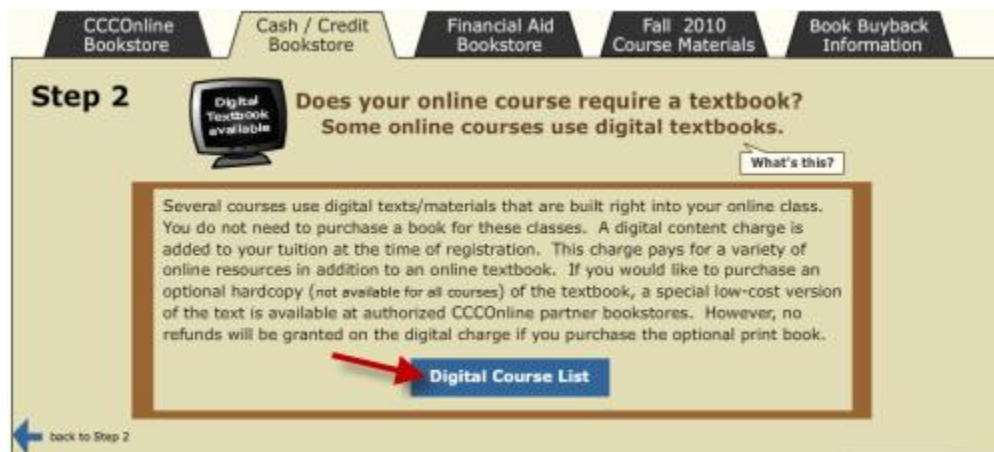 CCCOnline
Bookstore
Cash / Credit
Bookstore
Financial Aid
Bookstore
Fall 2010
Course Materials
Book Buyback
Information
Step 2
Digital
Textbook
available
Does your online course require a textbook?
Some online courses use digital textbooks.
What's this?
Several courses use digital texts/materials that are built right into your online class.
You do not need to purchase a book for these classes. A digital content charge is
added to your tuition at the time of registration. This charge pays for a variety of
online resources in addition to an online textbook. If you would like to purchase an
optional hardcopy (not available for all courses) of the textbook, a special low-cost version
of the text is available at authorized CCCOnline partner bookstores. However, no
refunds will be granted on the digital charge if you purchase the optional print book.
Digital Course List
back to Step 2